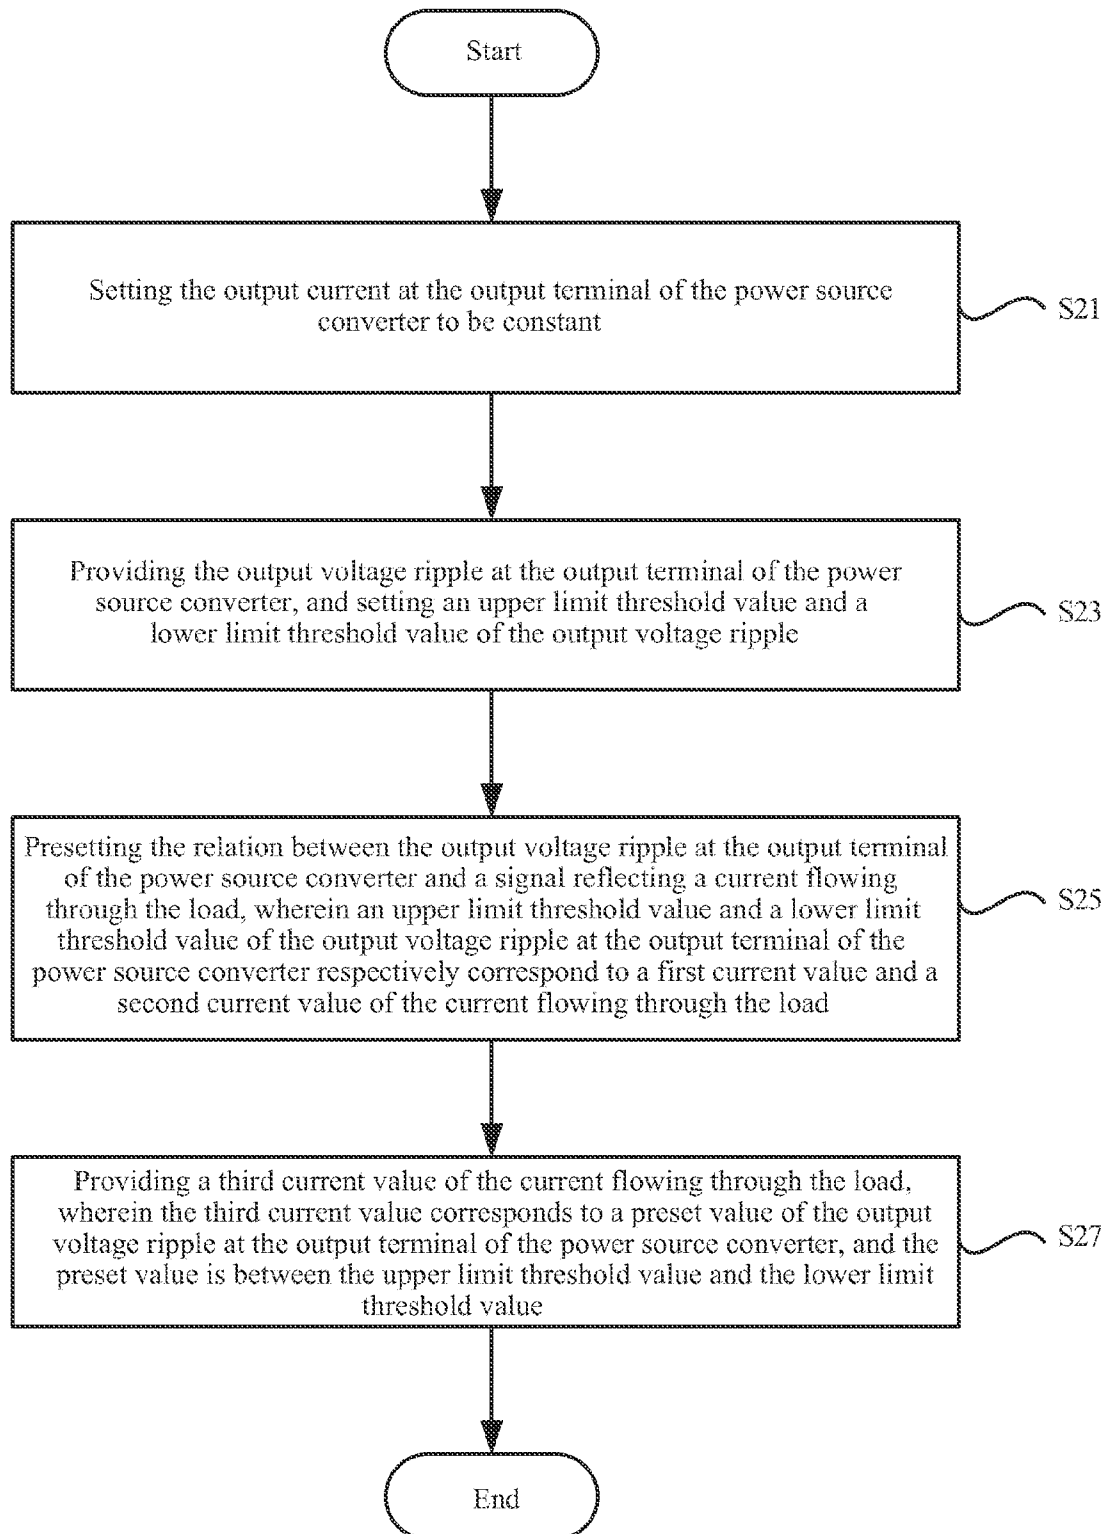 Start
Setting the output current at the output terminal of the power source
converter to be constant
S21
Providing the output voltage ripple at the output terminal of the power
source converter, and setting an upper limit threshold value and a
lower limit threshold value of the output voltage ripple
S23
Presetting the relation between the output voltage ripple at the output terminal
of the power source converter and a signal reflecting a current flowing
through the load, wherein an upper limit threshold value and a lower limit
threshold value of the output voltage ripple at the output terminal of the
power source converter respectively correspond to a first current value and a
second current value of the current flowing through the load
S25
Providing a third current value of the current flowing through the load,
wherein the third current value corresponds to a preset value of the output
voltage ripple at the output terminal of the power source converter, and the
preset value is between the upper limit threshold value and the lower limit
threshold value
S27
End